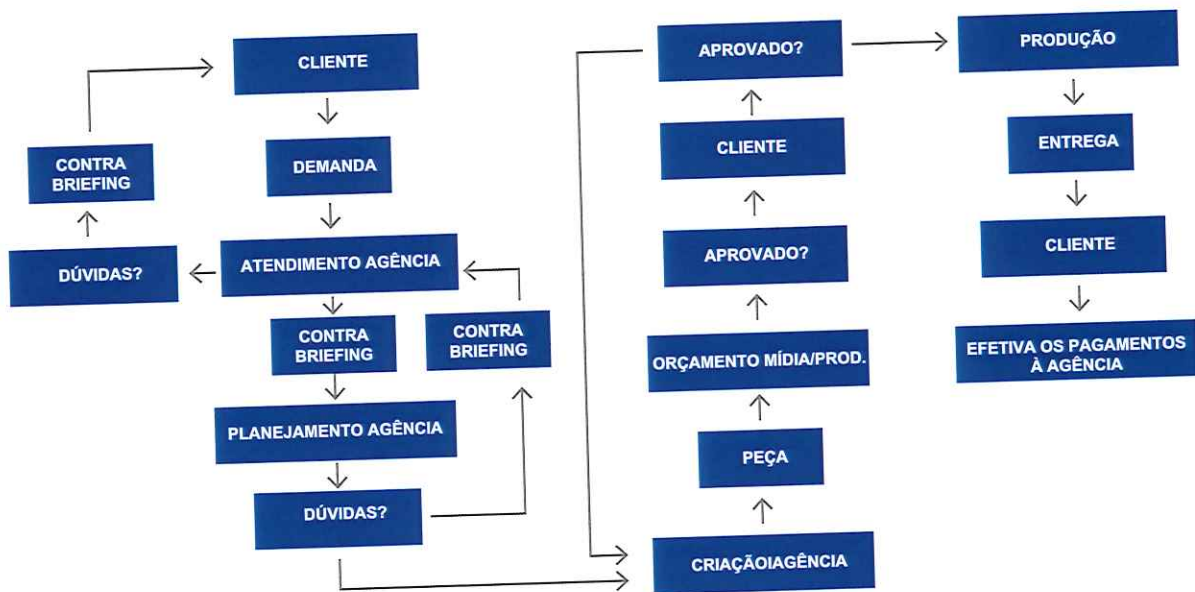 CLIENTE
DEMANDA
CONTRA
BRIEFING
DÚVIDAS?
ATENDIMENTO AGÊNCIA
CONTRA
BRIEFING
CONTRA
BRIEFING
PLANEJAMENTO AGÊNCIA
DÚVIDAS?
APROVADO?
CLIENTE
APROVADO?
ORÇAMENTO MÍDIA/PROD.
PEÇA
CRIAÇÃOIAGÊNCIA
PRODUÇÃO
ENTREGA
CLIENTE
EFETIVA OS PAGAMENTOS
À AGÊNCIA